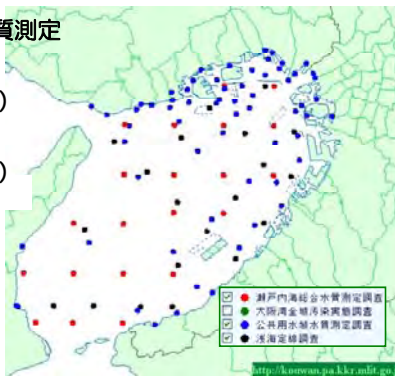 質測定
)
)
瀬戸内海総合水質測定調査
大阪湾全域汚染実態調査
公共用水域水質測定調査
浅海定線調査
http://kouwan.pa.kkr.mlit.go.